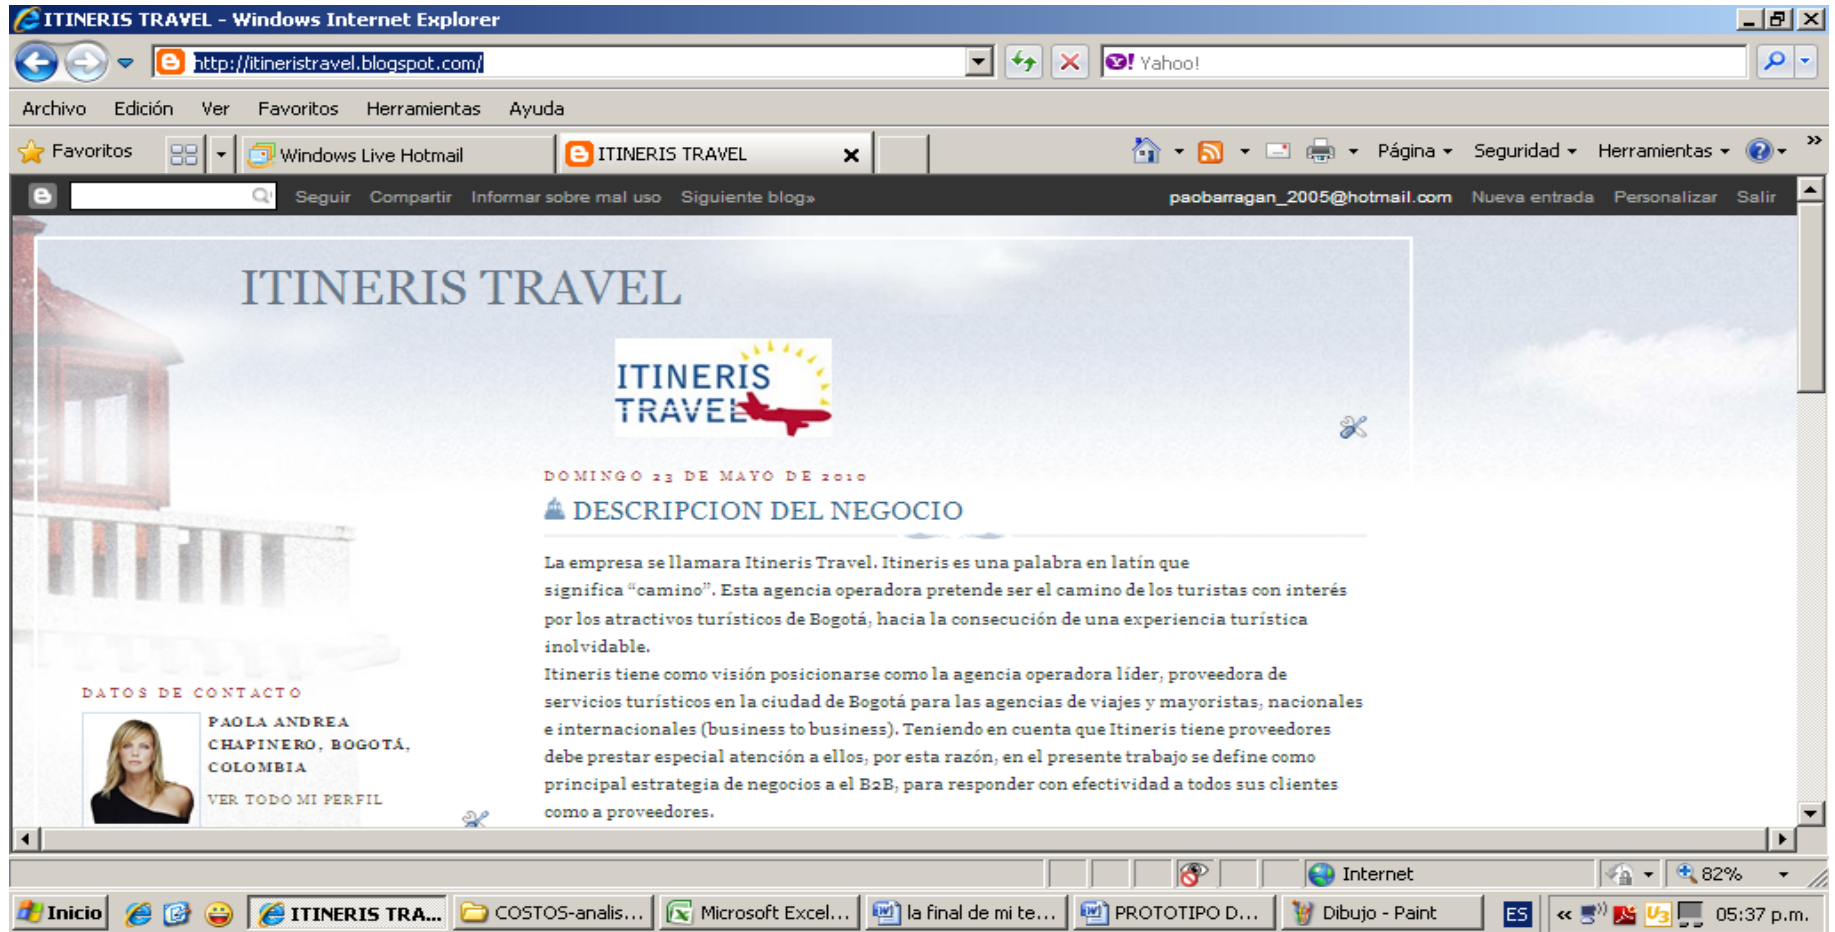 ITINERIS TRAVEL - Windows Internet Explorer
http://itineristravel.blogspot.com/
Yahoo!
Archivo Edición Ver Favoritos Herramientas Ayuda
Favoritos Windows Live Hotmail ITINERIS TRAVEL Página Seguridad Herramientas
Seguir Compartir Informar sobre mal uso Siguiente blog» paobarragan_2005@hotmail.com Nueva entrada Personalizar Salir
ITINERIS TRAVEL
ITINERIS
TRAVEL
DOMINGO 23 DE MAYO DE 2010
DESCRIPCION DEL NEGOCIO
La empresa se llamara Itineris Travel. Itineris es una palabra en latín que
significa “camino”. Esta agencia operadora pretende ser el camino de los turistas con interés
por los atractivos turísticos de Bogotá, hacia la consecución de una experiencia turística
inolvidable.
Itineris tiene como visión posicionarse como la agencia operadora líder, proveedora de
servicios turísticos en la ciudad de Bogotá para las agencias de viajes y mayoristas, nacionales
e internacionales (business to business). Teniendo en cuenta que Itineris tiene proveedores
debe prestar especial atención a ellos, por esta razón, en el presente trabajo se define como
principal estrategia de negocios a el B2B, para responder con efectividad a todos sus clientes
como a proveedores.
DATOS DE CONTACTO
PAOLA ANDREA
CHAPINERO, BOGOTÁ,
COLOMBIA
VER TODO MI PERFIL
Internet 82%
Inicio ITINERIS TRA... COSTOS-analis... Microsoft Excel... la final de mi te... PROTOTIPO D... Dibujo - Paint ES « 05:37 p.m.